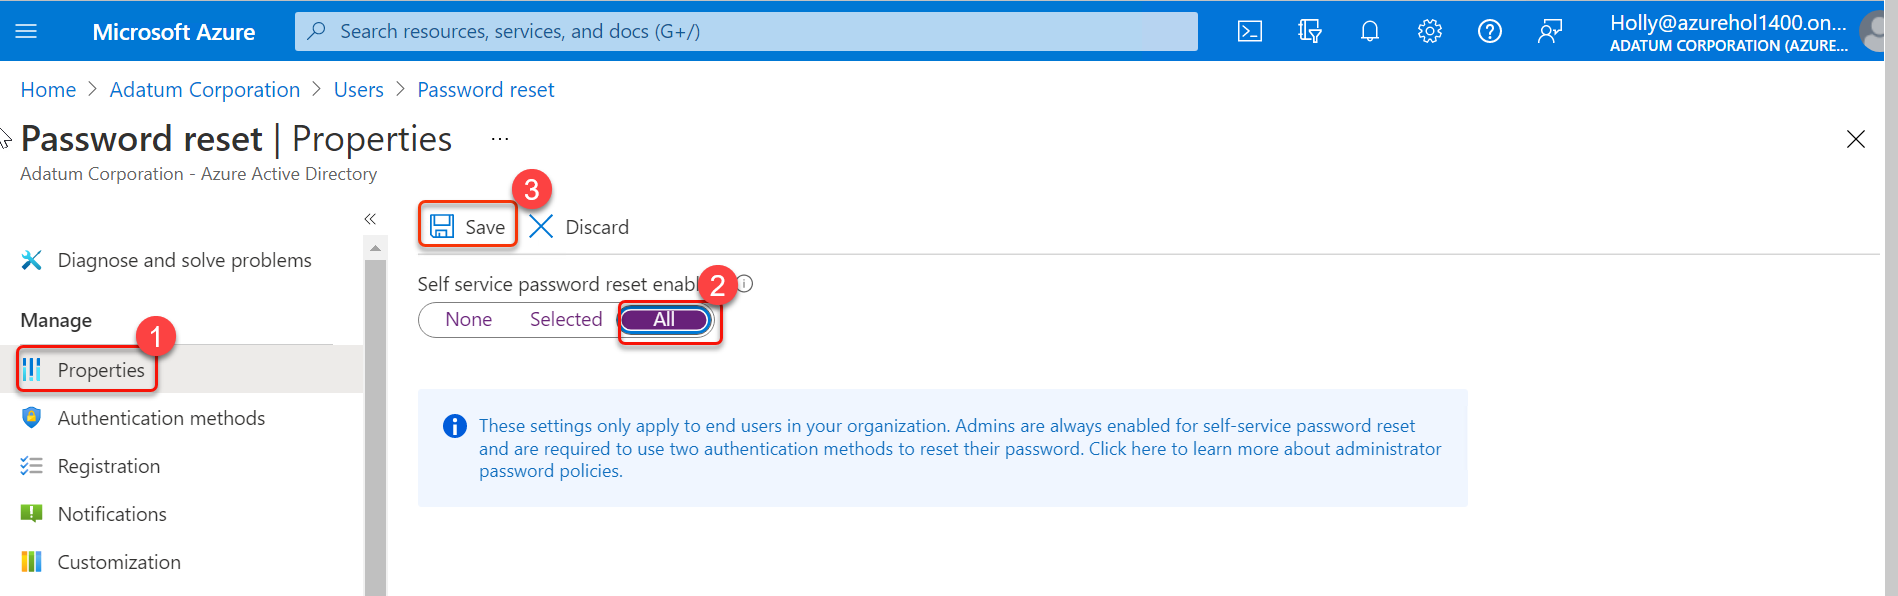 Microsoft Azure
Search resources, services, and docs (G+/)
Holly@azurehol1400.on...
ADATUM CORPORATION (AZURE...
Home > Adatum Corporation > Users > Password reset
Password reset | Properties ...
Adatum Corporation - Azure Active Directory
«
3
Save
Discard
Diagnose and solve problems
Self service password reset enabl
2
None
Selected
All
Manage
1
Properties
Authentication methods
Registration
Notifications
Customization
These settings only apply to end users in your organization. Admins are always enabled for self-service password reset
and are required to use two authentication methods to reset their password. Click here to learn more about administrator
password policies.